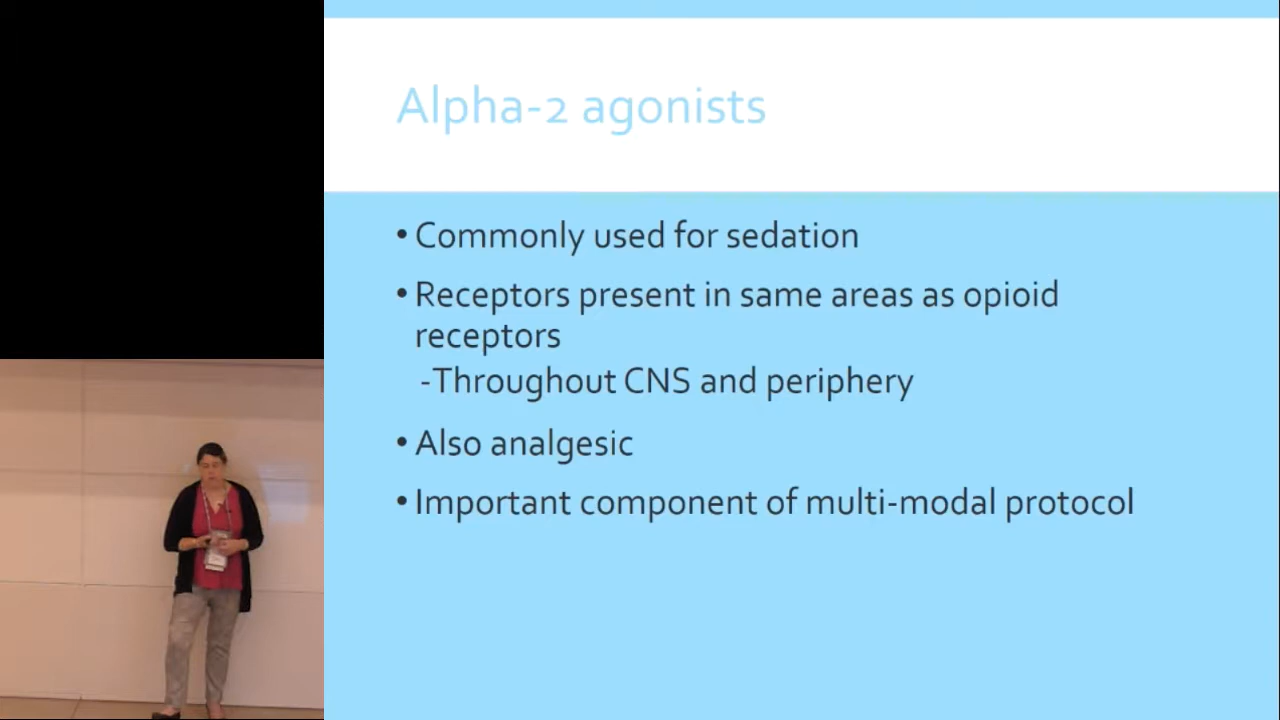 Alpha-2 agonists
• Commonly used for sedation
• Receptors present in same areas as opioid
receptors
-Throughout CNS and periphery
• Also analgesic
• Important component of multi-modal protocol